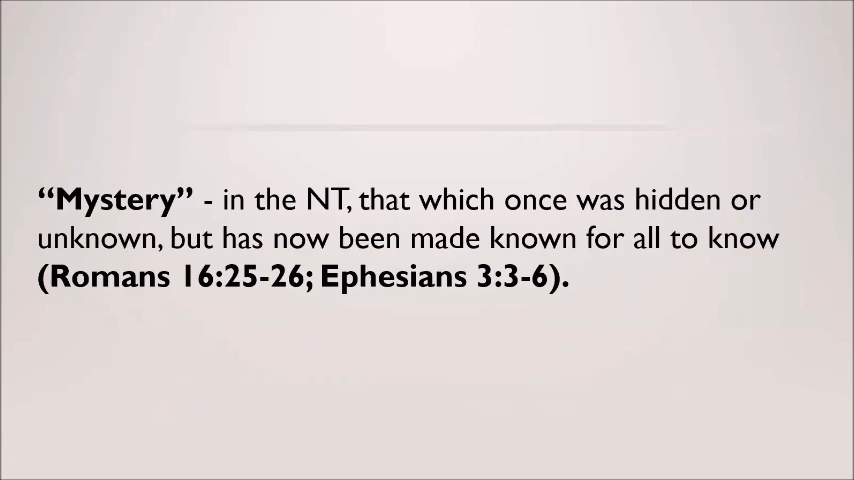 “Mystery” - in the NT, that which once was hidden or
unknown, but has now been made known for all to know
(Romans 16:25-26; Ephesians 3:3-6).